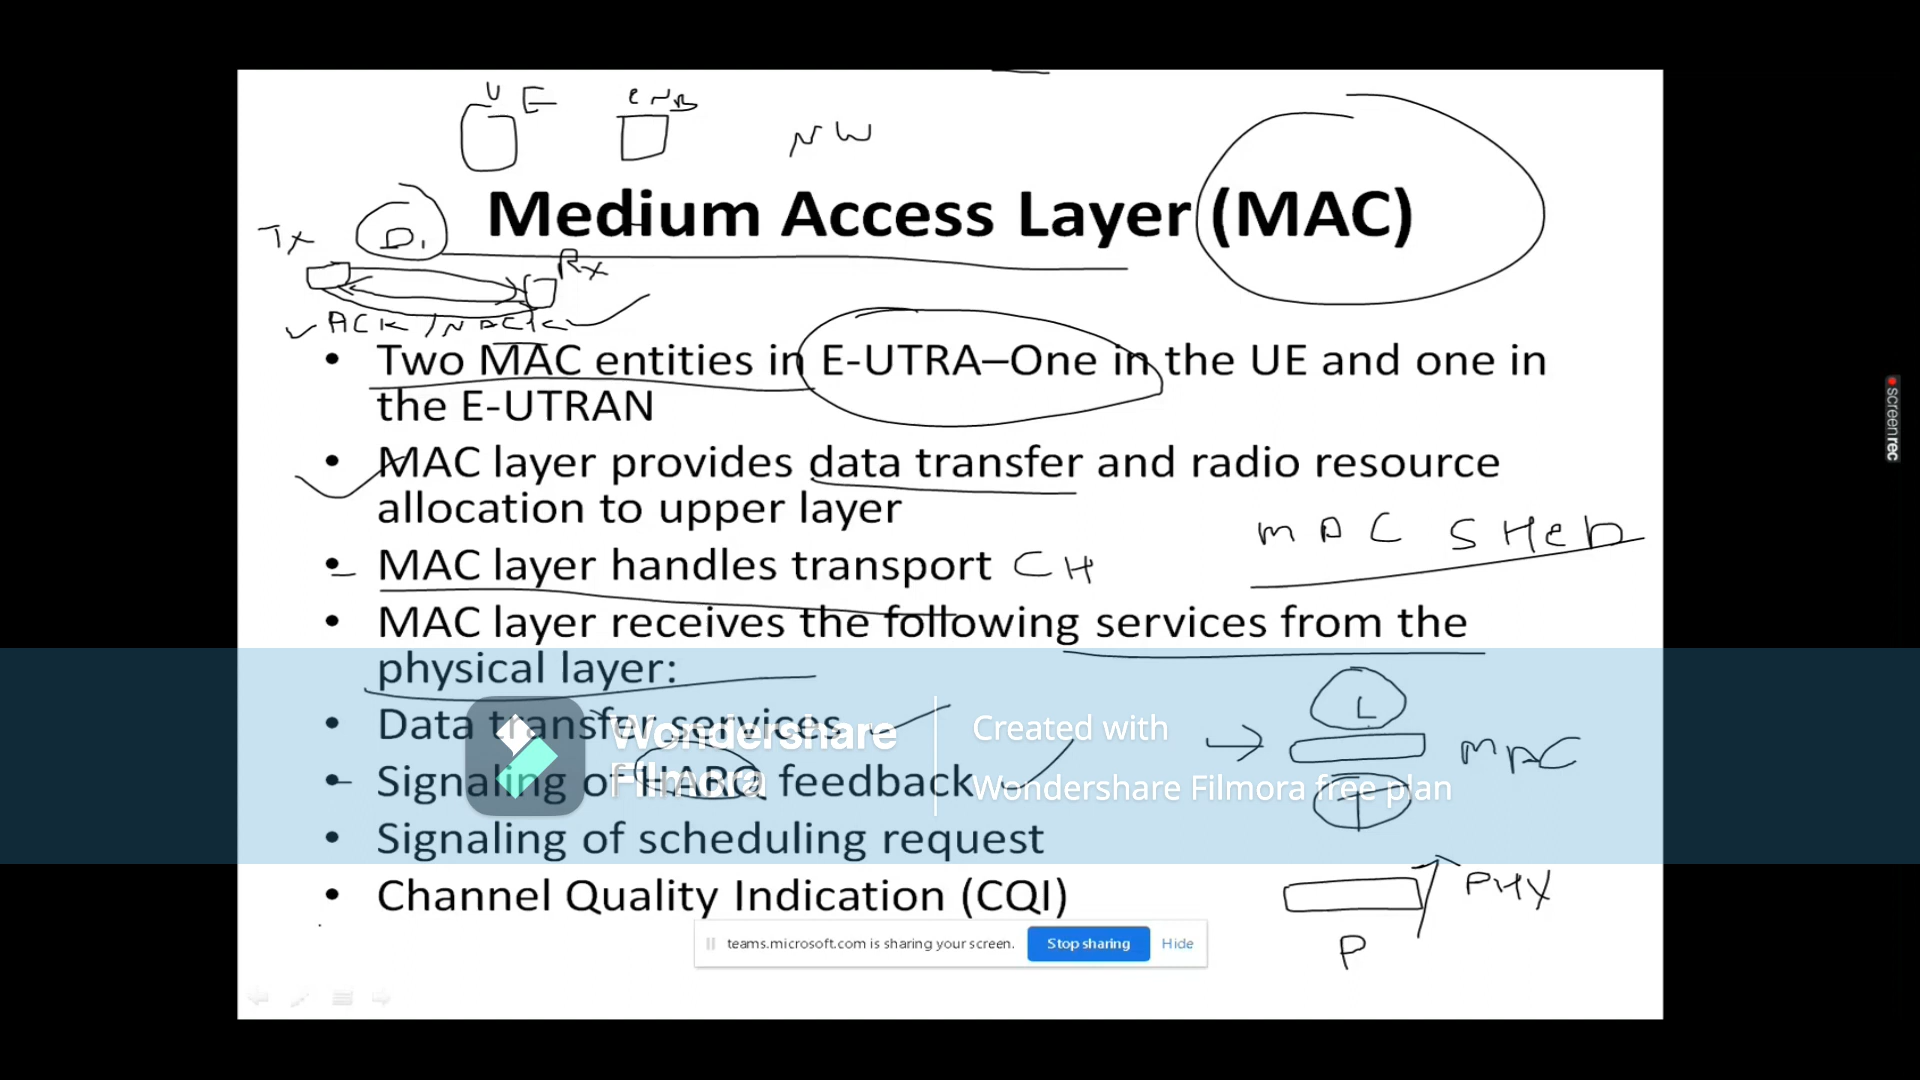 UE
eNB
NW
Medium Access Layer (MAC)
Tx
D1
Rx
ACK/NACK
• Two MAC entities in E-UTRA–One in the UE and one in
the E-UTRAN
• MAC layer provides data transfer and radio resource
allocation to upper layer
MAC SHED
• MAC layer handles transport CH
• MAC layer receives the following services from the
physical layer:
L
• Data transfer services
Wondershare
Filmora
Created with
Wondershare Filmora free plan
MAC
• Signaling of HARQ feedback
T
• Signaling of scheduling request
• Channel Quality Indication (CQI)
PHY
P
teams.microsoft.com is sharing your screen. Stop sharing Hide
screenrec